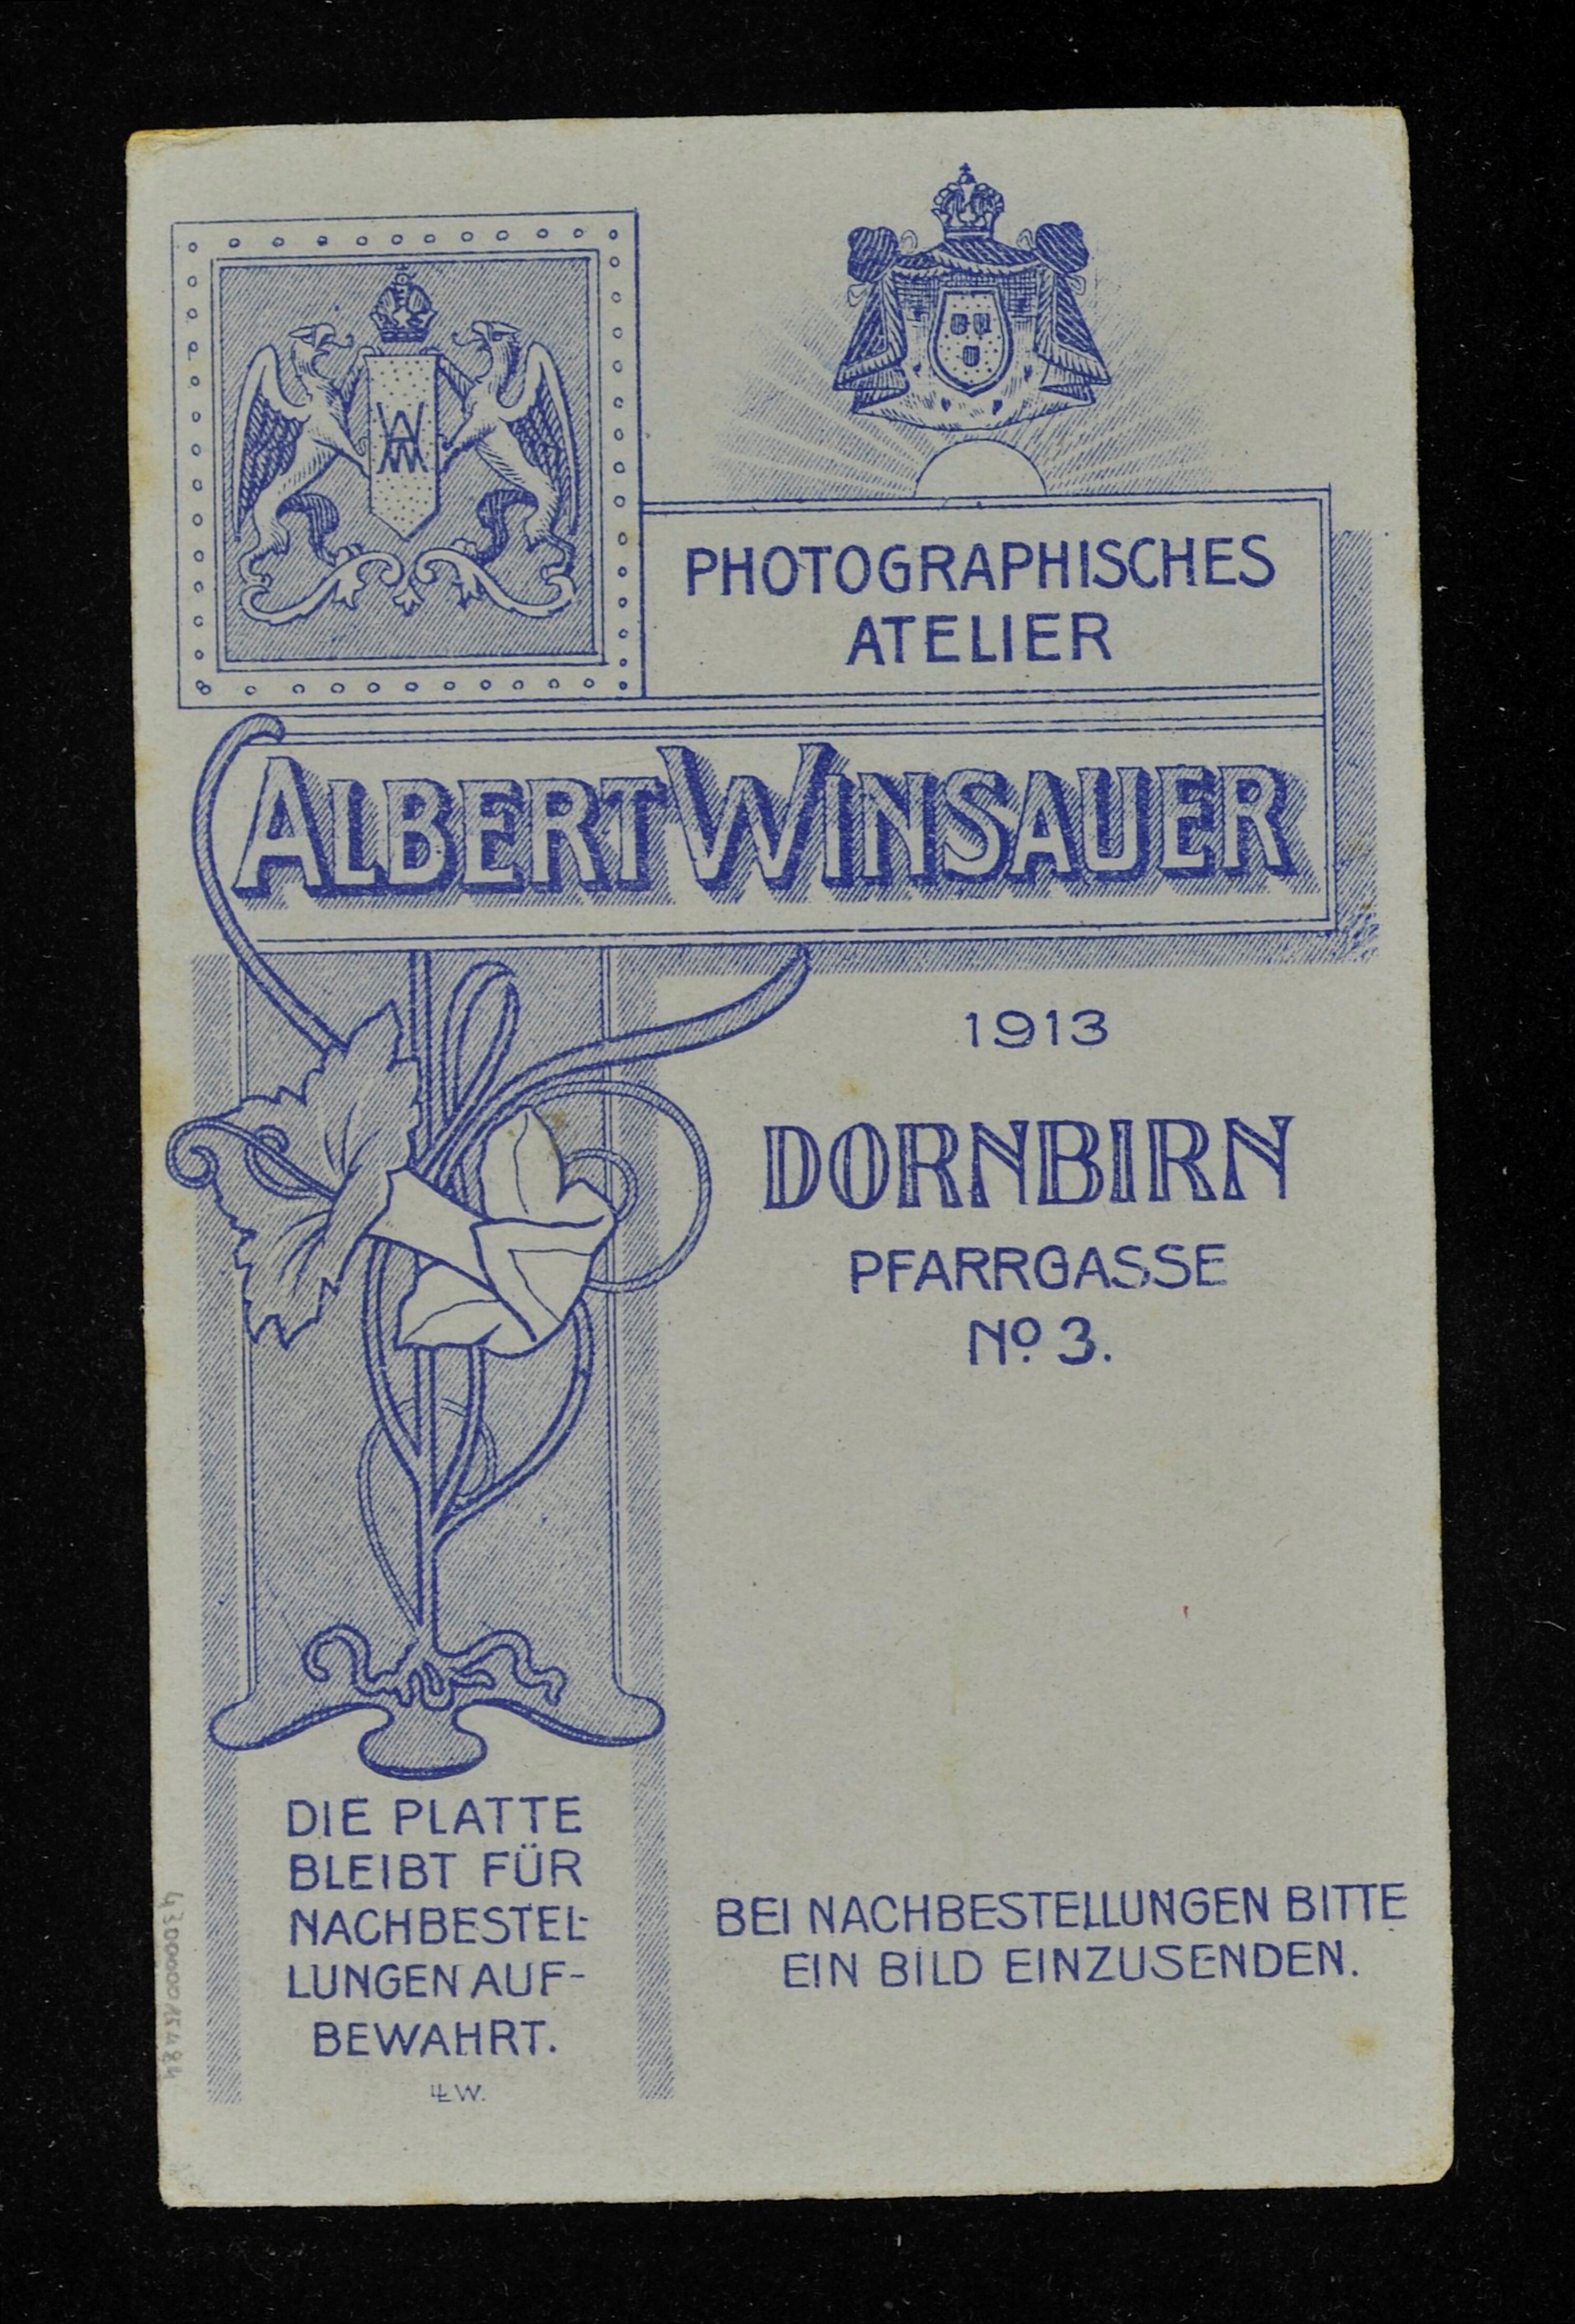 PHOTOGRAPHISCHES
ATELIER
ALBERT WINSAUER
1913
DORNBIRN
PFARRGASSE
Nº 3.
DIE PLATTE
BLEIBT FÜR
NACHBESTEL-
LUNGEN AUF-
BEWAHRT.
BEI NACHBESTELLUNGEN BITTE
EIN BILD EINZUSENDEN.